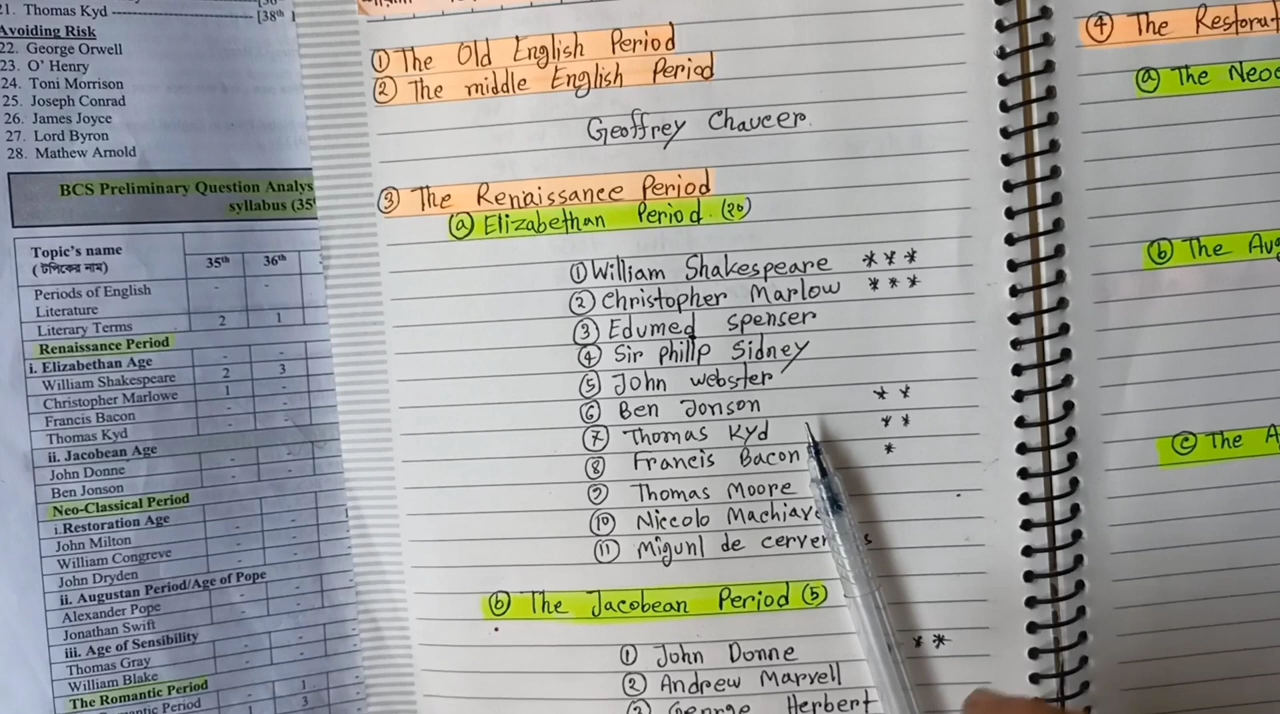 21. Thomas Kyd [38th
Avoiding Risk
22. George Orwell
23. O' Henry
24. Toni Morrison
25. Joseph Conrad
26. James Joyce
27. Lord Byron
28. Mathew Arnold
BCS Preliminary Question Analys
syllabus (35
Topic's name
(টপিকের নাম)
35th 36th
Periods of English
Literature - -
Literary Terms 2 1
Renaissance Period
i. Elizabethan Age - -
William Shakespeare 2 3
Christopher Marlowe 1 -
Francis Bacon - -
Thomas Kyd - -
ii. Jacobean Age
John Donne - -
Ben Jonson - -
Neo-Classical Period
i.Restoration Age - -
John Milton - -
William Congreve - -
John Dryden - -
ii. Augustan Period/Age of Pope
Alexander Pope - -
Jonathan Swift - -
iii. Age of Sensibility
Thomas Gray - -
William Blake - -
The Romantic Period 1
Period 1 3
① The Old English Period
② The middle English Period
Geoffrey Chaucer.
③ The Renaissance Period
ⓐ Elizabethan Period. (20)
① William Shakespeare ***
② Christopher Marlow ***
③ Edumed Spenser
④ Sir philip Sidney
⑤ John webster
⑥ Ben Jonson **
⑦ Thomas Kyd **
⑧ Francis Bacon *
⑨ Thomas Moore
⑩ Niccolo Machiav
⑪ Migunl de
ⓑ The Jacobean Period (5)
① John Donne **
② Andrew Marvell
③ George Herbert
④ The Restorat
ⓐ The Neoc
ⓑ The Aug
ⓒ The A